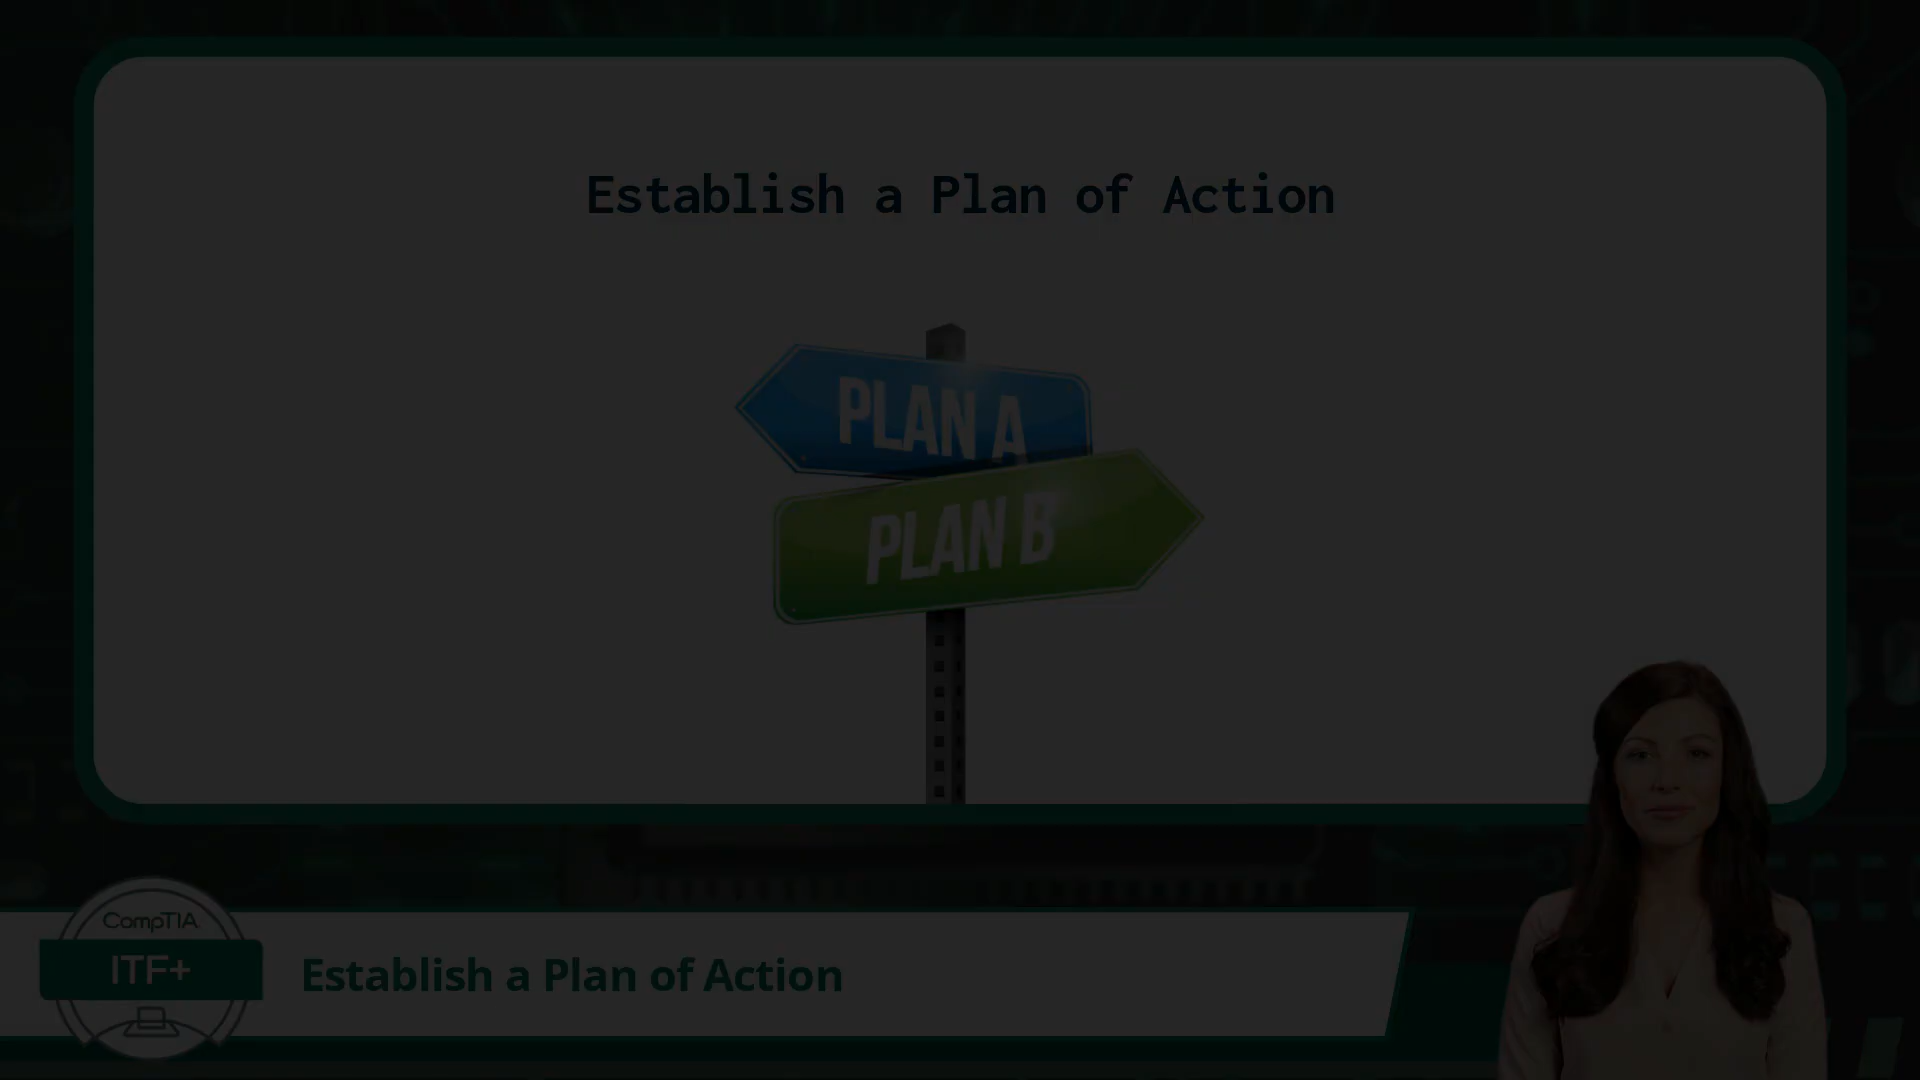 Establish a Plan of Action
PLAN A
PLAN B
CompTIA
ITF+
Establish a Plan of Action